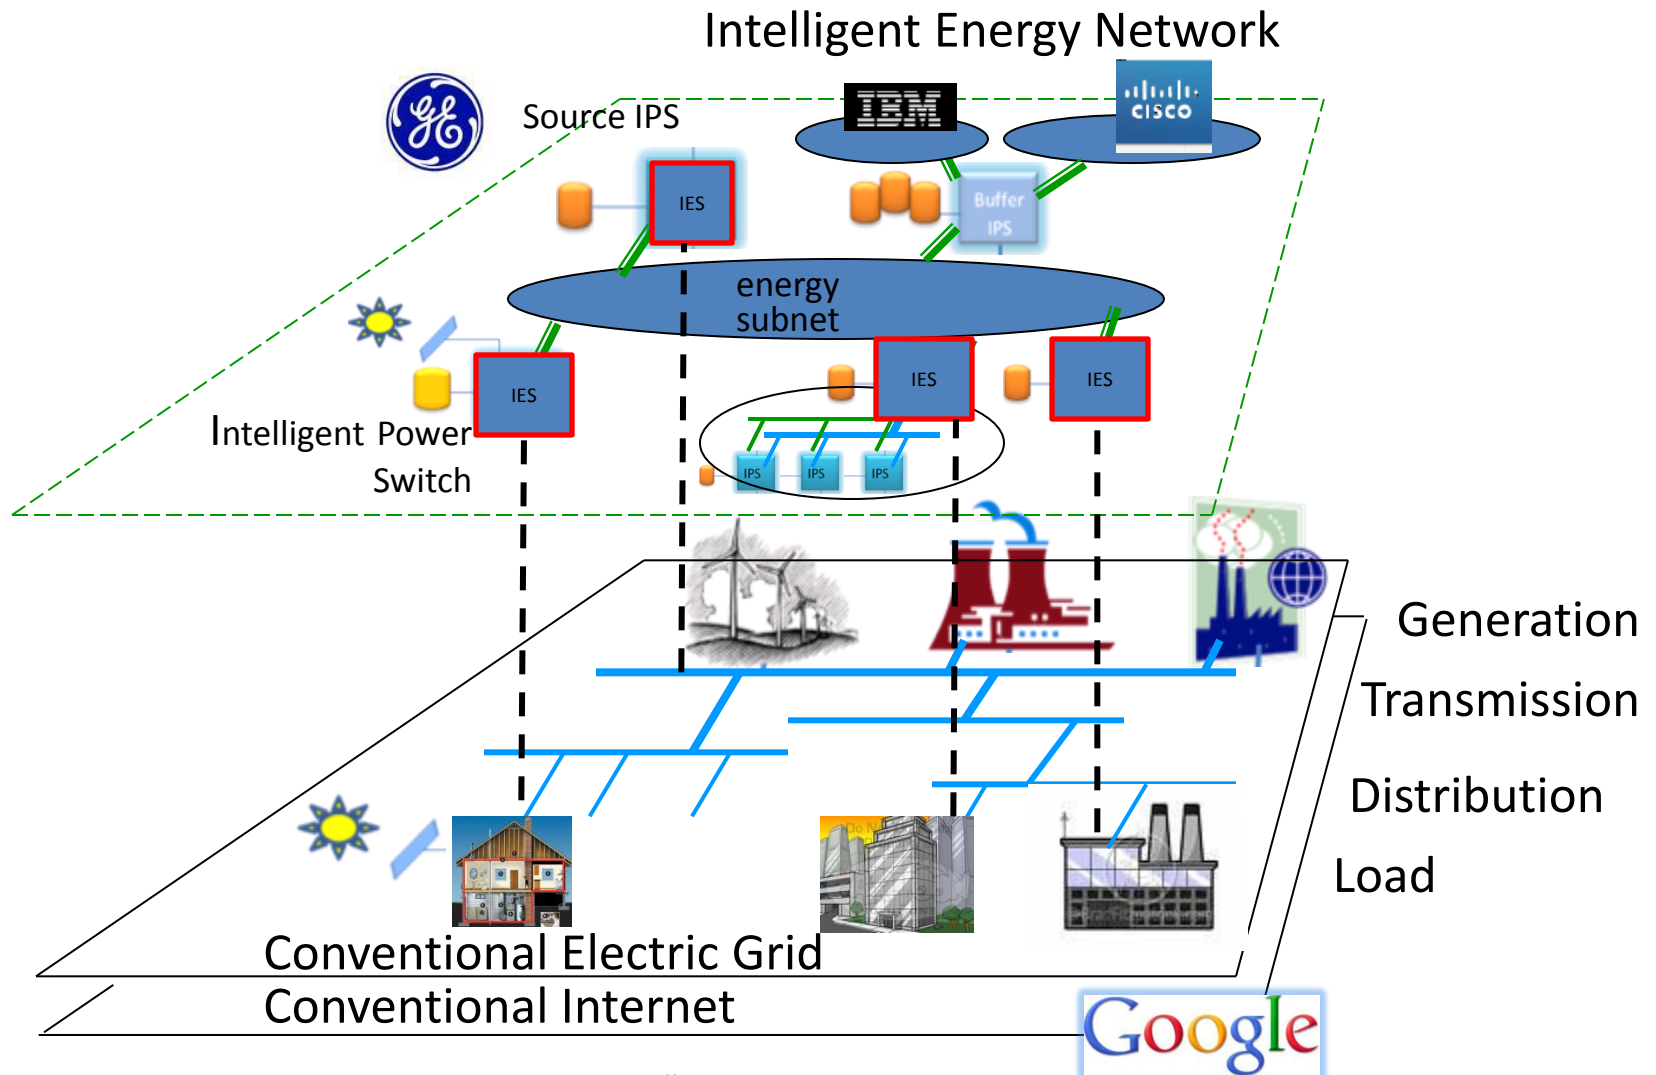 Intelligent Energy Network
GE
Source IPS
IBM
CISCO
IES
Buffer
IPS
energy
subnet
IES
IES
IES
Intelligent Power
Switch
IPS
IPS
IPS
Generation
Transmission
Distribution
Load
Conventional Electric Grid
Conventional Internet
Google